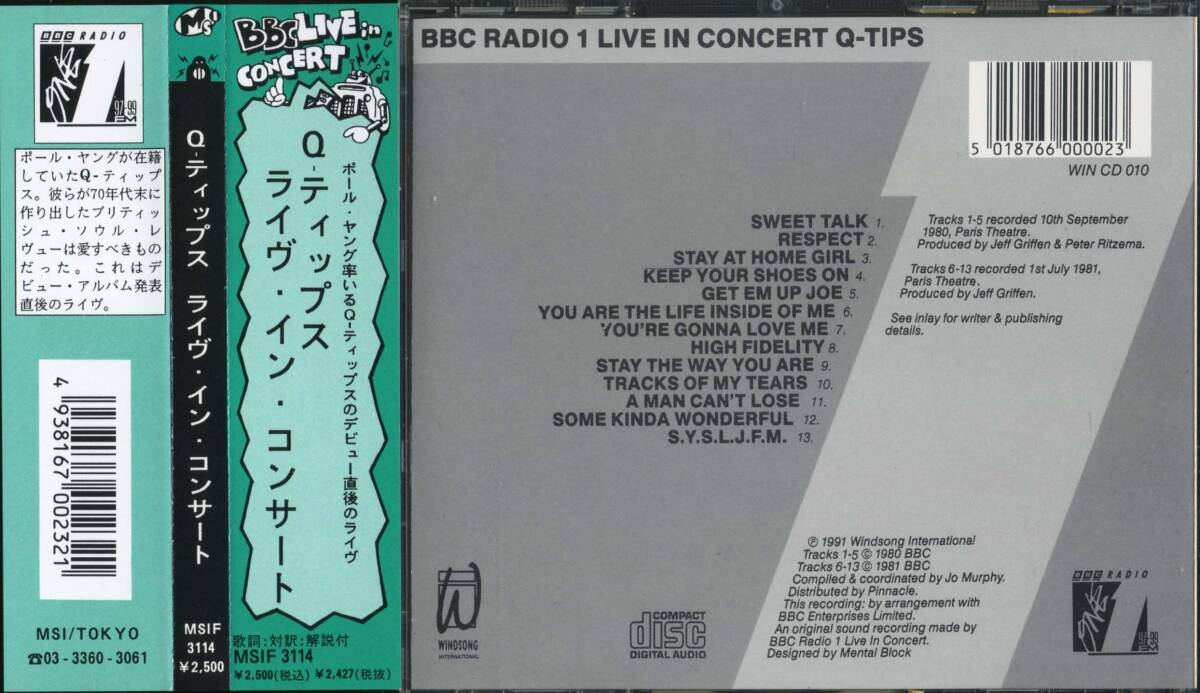 BBC RADIO
ONE
97-99
FM
ポール・ヤングが在籍
していたQ-ティップ
ス。彼らが70年代末に
作り出したブリティッ
シュ・ソウル・レ
ヴューは愛すべきもの
だった。これはデ
ビュー・アルバム発表
直後のライヴ。
4 938167 002321
MSI/TOKYO
☎03-3360-3061
MSI
Q-ティップス ライヴ・イン・コンサート
MSIF
3114
￥2,500
BBC LIVE in
CONCERT
ポール・ヤング率いるQ-ティップスのデビュー直後のライヴ
Q-ティップス
ライヴ・イン・コンサート
歌詞:対訳:解説付
MSIF 3114
￥2,500(税込) ￥2,427(税抜)
BBC RADIO 1 LIVE IN CONCERT Q-TIPS
5 018766 000023
WIN CD 010
SWEET TALK 1.
RESPECT 2.
STAY AT HOME GIRL 3.
KEEP YOUR SHOES ON 4.
GET EM UP JOE 5.
YOU ARE THE LIFE INSIDE OF ME 6.
YOU'RE GONNA LOVE ME 7.
HIGH FIDELITY 8.
STAY THE WAY YOU ARE 9.
TRACKS OF MY TEARS 10.
A MAN CAN'T LOSE 11.
SOME KINDA WONDERFUL 12.
S.Y.S.L.J.F.M. 13.
Tracks 1-5 recorded 10th September
1980, Paris Theatre.
Produced by Jeff Griffen & Peter Ritzema.
Tracks 6-13 recorded 1st July 1981,
Paris Theatre.
Produced by Jeff Griffen.
See inlay for writer & publishing
details.
℗ 1991 Windsong International
Tracks 1-5 © 1980 BBC
Tracks 6-13 © 1981 BBC
Compiled & coordinated by Jo Murphy.
Distributed by Pinnacle.
This recording: by arrangement with
BBC Enterprises Limited.
An original sound recording made by
BBC Radio 1 Live In Concert.
Designed by Mental Block
WINDSONG
INTERNATIONAL
COMPACT
disc
DIGITAL AUDIO
BBC RADIO
ONE
97-99
FM